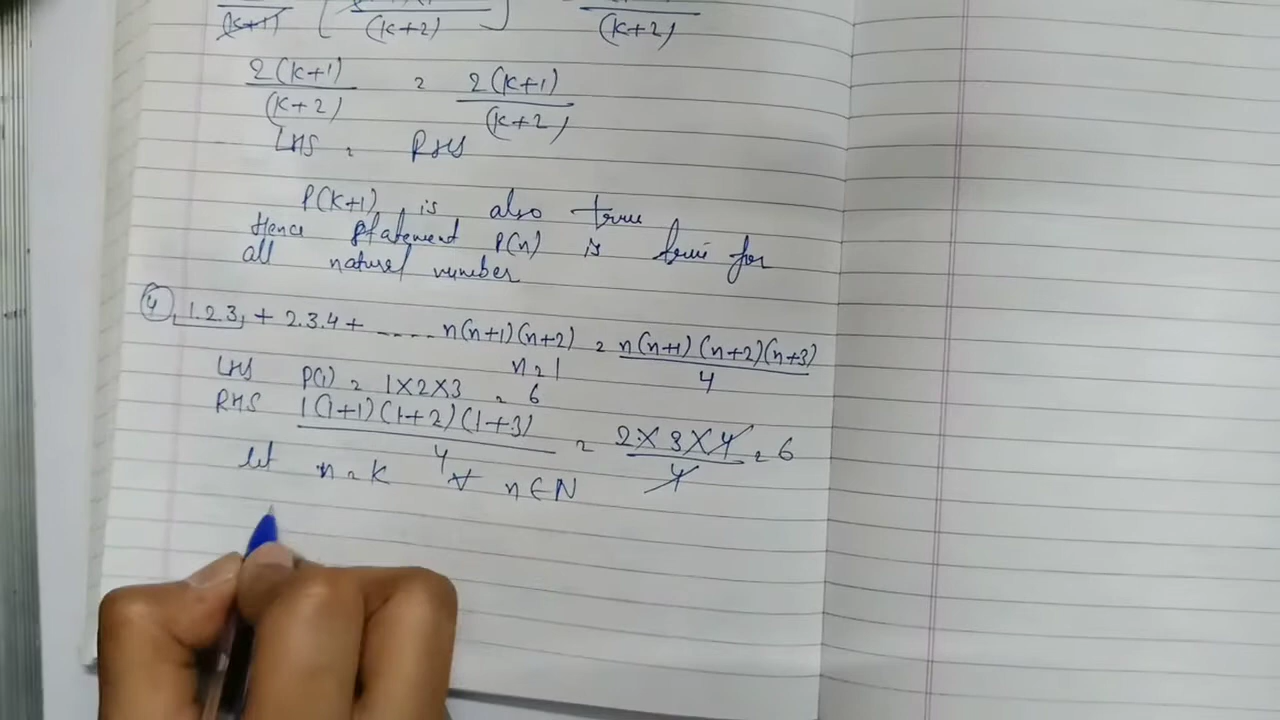 (k+1) (k+2) (k+2)
2(k+1) = 2(k+1)
(k+2) (k+2)
LHS = RHS
P(k+1) is also true
Hence statement P(n) is true for
all natural number
(4) 1.2.3 + 2.3.4 + ..... n(n+1)(n+2) = n(n+1)(n+2)(n+3)
4
n = 1
LHS P(1) = 1×2×3 = 6
RHS 1(1+1)(1+2)(1+3) = 2×3×4 = 6
4 4
let n = k ∀ n∈N